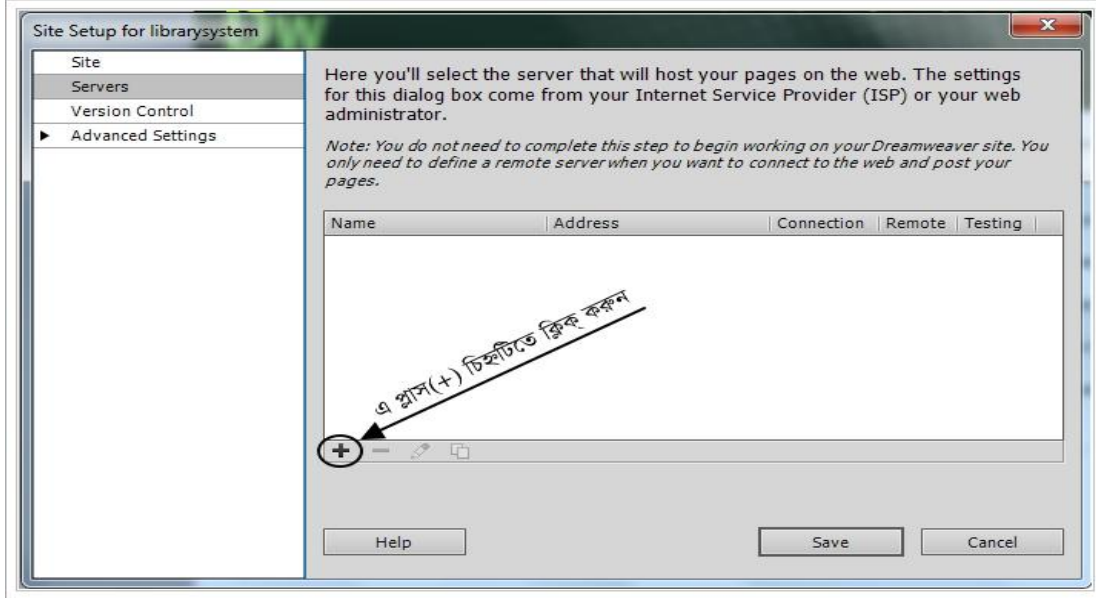 Site Setup for librarysystem
Site
Servers
Version Control
Advanced Settings
Here you'll select the server that will host your pages on the web. The settings
for this dialog box come from your Internet Service Provider (ISP) or your web
administrator.
Note: You do not need to complete this step to begin working on your Dreamweaver site. You
only need to define a remote server when you want to connect to the web and post your
pages.
Name Address Connection Remote Testing
এ প্লাস(+) চিহ্নটিতে ক্লিক্ করুন
Help Save Cancel